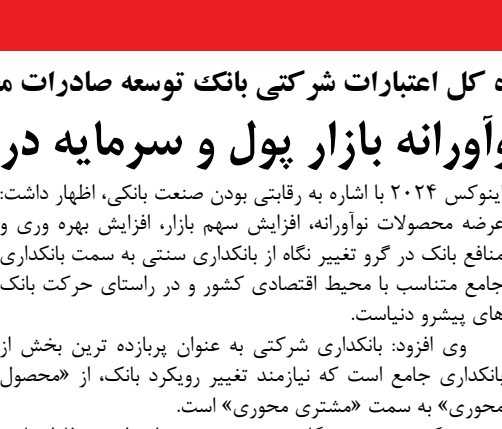 کل اعتبارات شرکتی بانک توسعه صادرات
وآورانه بازار پول و سرمایه در
اینوکس ۲۰۲۴ با اشاره به رقابتی بودن صنعت بانکی، اظهار داشت:
عرضه محصولات نوآورانه، افزایش سهم بازار، افزایش بهره وری و
منافع بانک در گرو تغییر نگاه از بانکداری سنتی به سمت بانکداری
جامع متناسب با محیط اقتصادی کشور و در راستای حرکت بانک
های پیشرو دنیاست.
وی افزود: بانکداری شرکتی به عنوان پربازده ترین بخش از
بانکداری جامع است که نیازمند تغییر رویکرد بانک، از «محصول
محوری» به سمت «مشتری محوری» است.